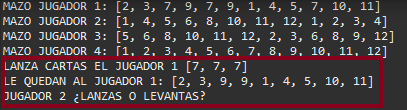 MAZO JUGADOR 1: [2, 3, 7, 9, 7, 9, 1, 4, 5, 7, 10, 11]
MAZO JUGADOR 2: [1, 4, 5, 6, 8, 10, 11, 12, 1, 2, 3, 4]
MAZO JUGADOR 3: [5, 6, 8, 10, 11, 12, 2, 3, 6, 8, 9, 12]
MAZO JUGADOR 4: [1, 2, 3, 4, 5, 6, 7, 8, 9, 10, 11, 12]
LANZA CARTAS EL JUGADOR 1 [7, 7, 7]
LE QUEDAN AL JUGADOR 1: [2, 3, 9, 9, 1, 4, 5, 10, 11]
JUGADOR 2 ¿LANZAS O LEVANTAS?